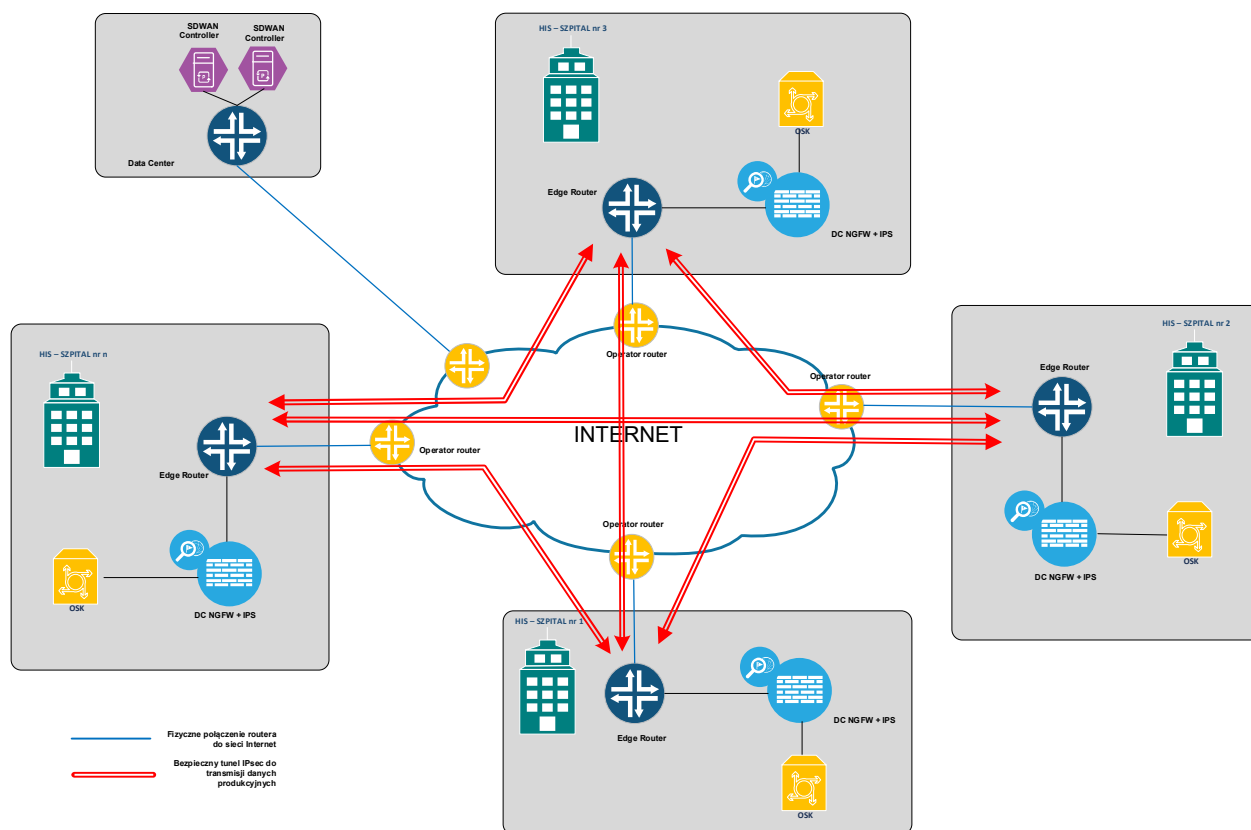 SDWAN
Controller
SDWAN
Controller
Data Center
HIS – SZPITAL nr 3
OSK
Edge Router
DC NGFW + IPS
HIS – SZPITAL nr n
Edge Router
OSK
DC NGFW + IPS
Operator router
Operator router
Operator router
INTERNET
Operator router
HIS – SZPITAL nr 2
Edge Router
DC NGFW + IPS
OSK
HIS – SZPITAL nr 1
Edge Router
DC NGFW + IPS
OSK
Fizyczne połączenie routera
do sieci Internet
Bezpieczny tunel IPsec do
transmisji danych
produkcyjnych